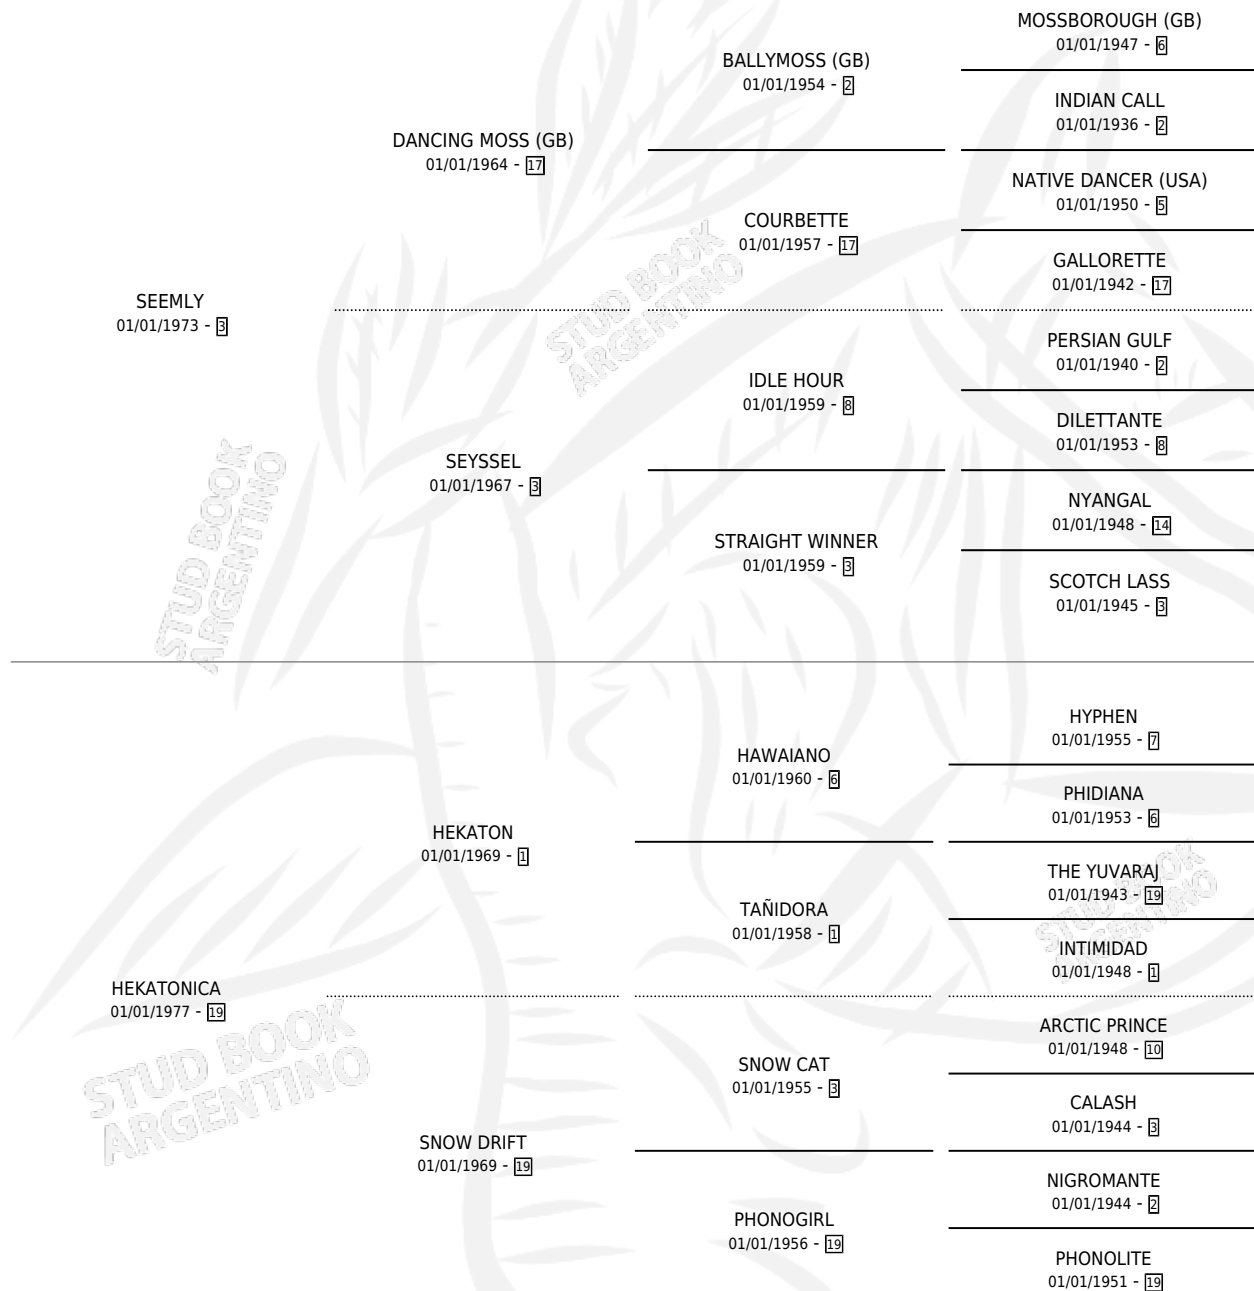 MOSSBOROUGH (GB)
01/01/1947 - 6
BALLYMOSS (GB)
01/01/1954 - 2
INDIAN CALL
01/01/1936 - 2
DANCING MOSS (GB)
01/01/1964 - 17
NATIVE DANCER (USA)
01/01/1950 - 5
COURBETTE
01/01/1957 - 17
GALLORETTE
01/01/1942 - 17
SEEMLY
01/01/1973 - 3
PERSIAN GULF
01/01/1940 - 2
IDLE HOUR
01/01/1959 - 8
DILETTANTE
01/01/1953 - 8
SEYSSEL
01/01/1967 - 3
NYANGAL
01/01/1948 - 14
STRAIGHT WINNER
01/01/1959 - 3
SCOTCH LASS
01/01/1945 - 3
STUD BOOK
ARGENTINO
STUD BOOK
ARGENTINO
HYPHEN
01/01/1955 - 7
HAWAIANO
01/01/1960 - 6
PHIDIANA
01/01/1953 - 6
HEKATON
01/01/1969 - 1
THE YUVARAJ
01/01/1943 - 19
TAÑIDORA
01/01/1958 - 1
INTIMIDAD
01/01/1948 - 1
HEKATONICA
01/01/1977 - 19
ARCTIC PRINCE
01/01/1948 - 10
SNOW CAT
01/01/1955 - 3
CALASH
01/01/1944 - 3
SNOW DRIFT
01/01/1969 - 19
NIGROMANTE
01/01/1944 - 2
PHONOGIRL
01/01/1956 - 19
PHONOLITE
01/01/1951 - 19
STUD BOOK
ARGENTINO
STUD BOOK
ARGENTINO